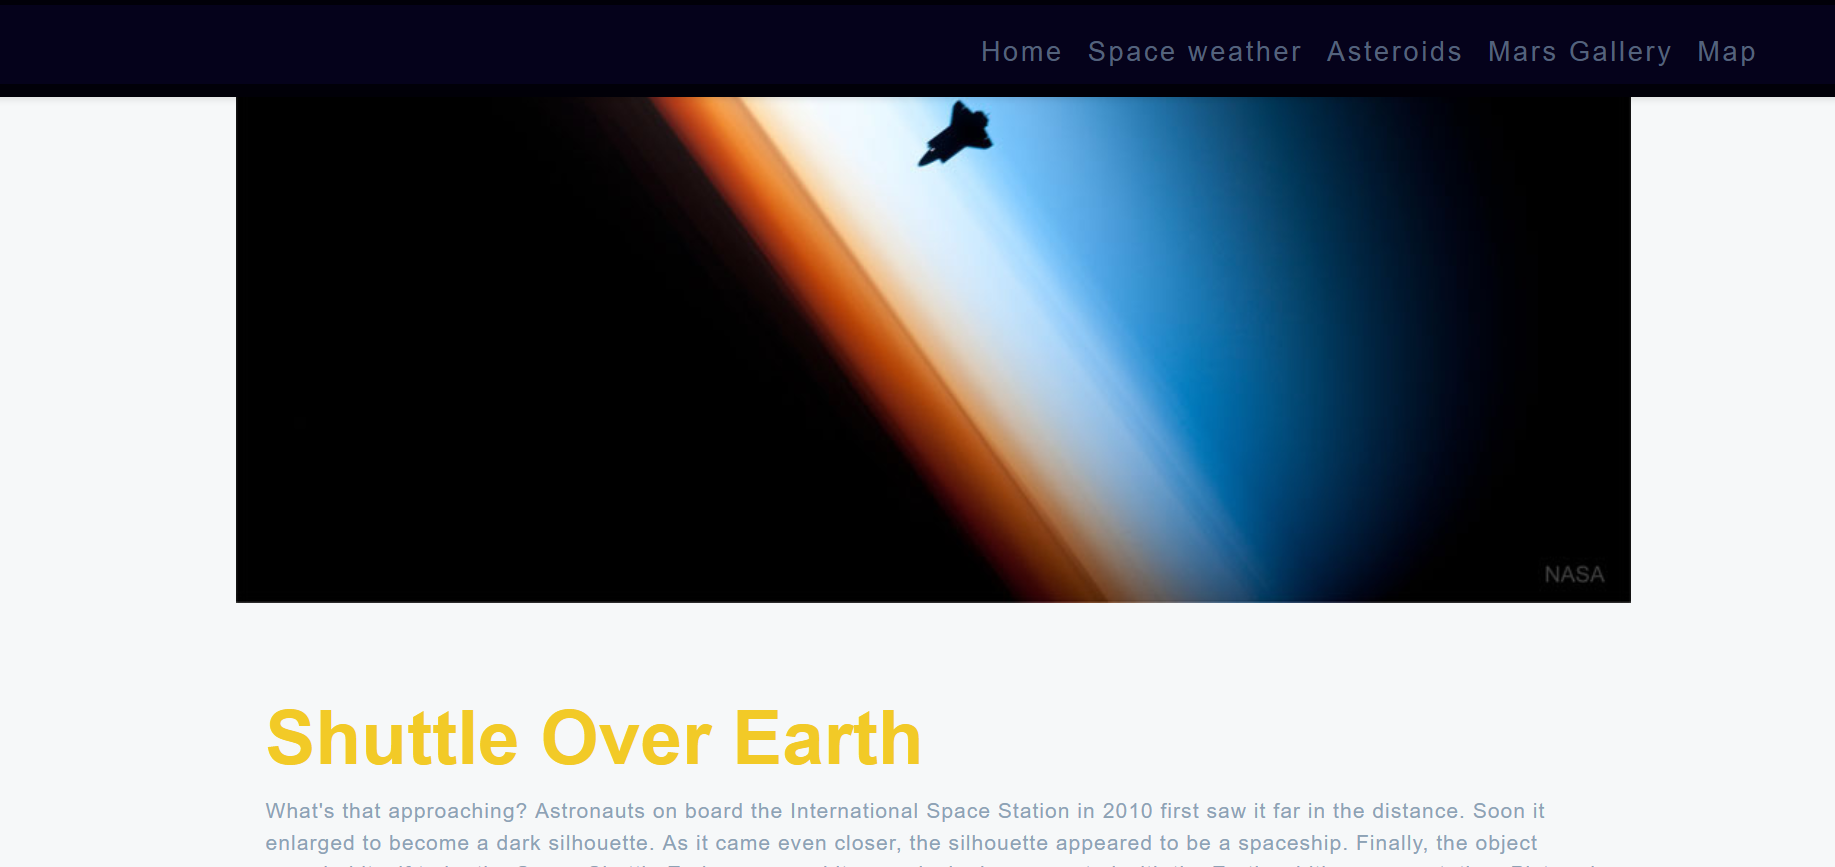 Home Space weather Asteroids Mars Gallery Map
NASA
Shuttle Over Earth
What's that approaching? Astronauts on board the International Space Station in 2010 first saw it far in the distance. Soon it
enlarged to become a dark silhouette. As it came even closer, the silhouette appeared to be a spaceship. Finally, the object